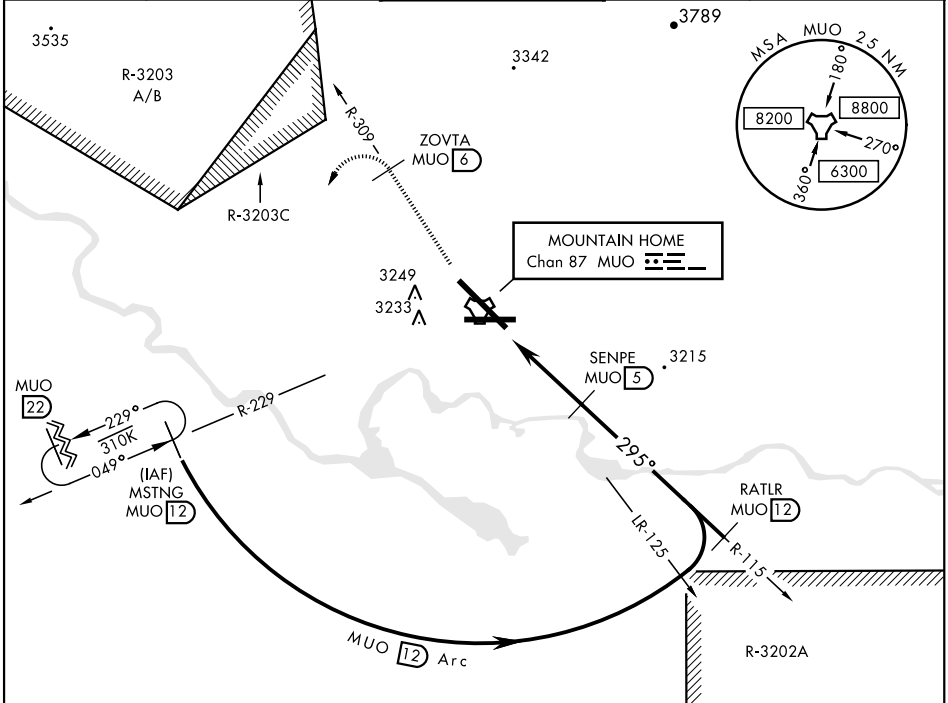 3535
R-3203
A/B
3342
3789
MSA MUO 25 NM
180°
8200
8800
270°
360°
6300
R-309
ZOVTA
MUO 6
R-3203C
MOUNTAIN HOME
Chan 87 MUO
3249
3233
SENPE
MUO 5
3215
MUO
22
229°
310K
049°
R-229
(IAF)
MSTNG
MUO 12
295°
RATLR
MUO 12
LR-125
R-115
MUO 12 Arc
R-3202A